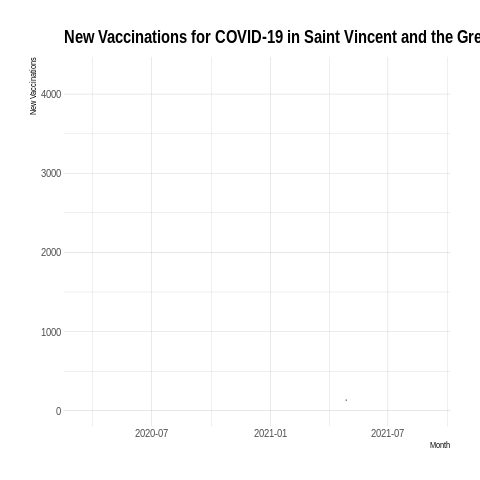 New Vaccinations for COVID-19 in Saint Vincent and the Gre
New Vaccinations
4000
3000
2000
1000
0
2020-07 2021-01 2021-07
Month